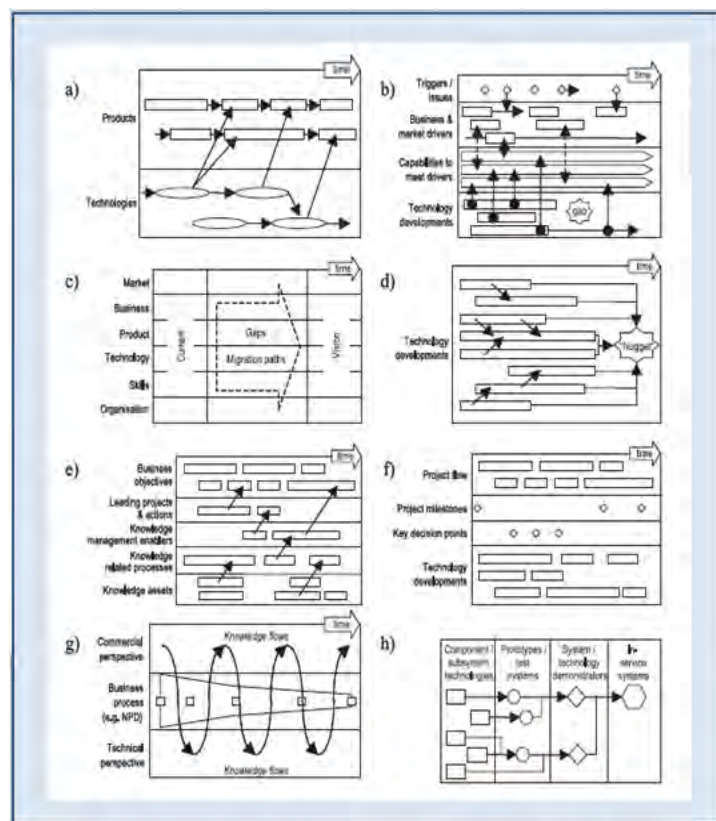 a)
time
Products
Technologies
b)
time
Triggers /
issues
Business &
market drivers
Capabilities to
meet drivers
Technology
developments
gap
c)
time
Market
Business
Product
Technology
Skills
Organisation
Current
Gaps
Migration paths
Vision
d)
time
Technology
developments
Nugget
e)
time
Business
objectives
Leading projects
& actions
Knowledge
management enablers
Knowledge
related processes
Knowledge assets
f)
time
Project flow
Project milestones
Key decision points
Technology
developments
g)
time
Commercial
perspective
Knowledge flows
Business
process
(e.g. NPD)
Technical
perspective
Knowledge flows
h)
Component /
subsystem
technologies
Prototypes /
test
systems
System /
technology
demonstrators
In-
service
systems